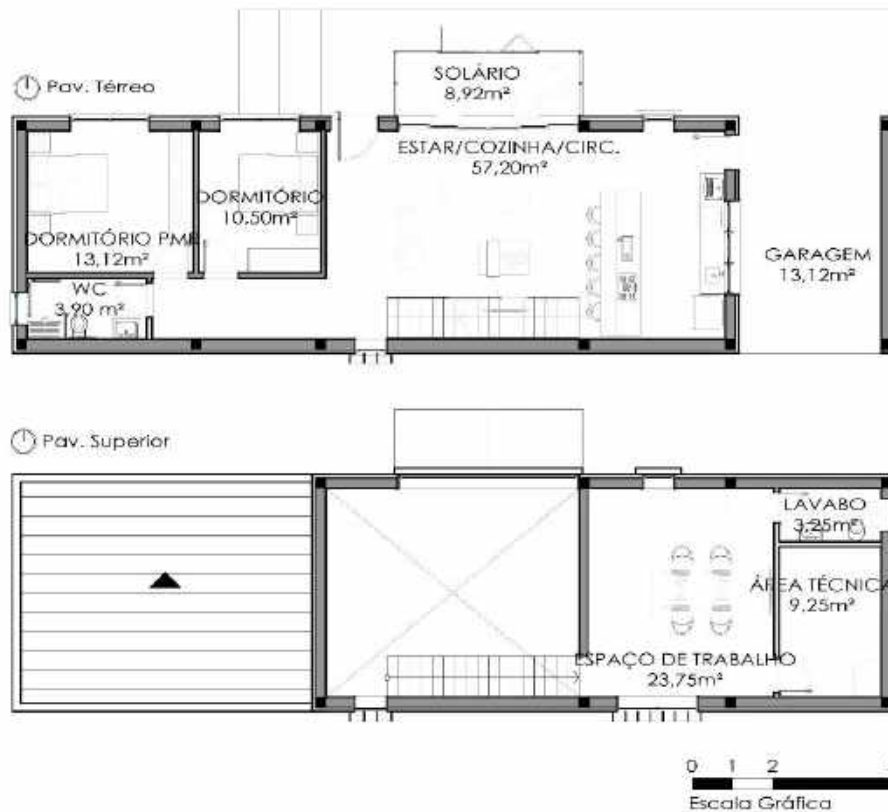 Pav. Térreo
SOLÁRIO
8,92m²
ESTAR/COZINHA/CIRC.
57,20m²
DORMITÓRIO
10,50m²
DORMITÓRIO PMR
13,12m²
WC
3,90 m²
GARAGEM
13,12m²
Pav. Superior
LAVABO
3,25m²
ÁREA TÉCNICA
9,25m²
ESPAÇO DE TRABALHO
23,75m²
0 1 2
Escala Gráfica